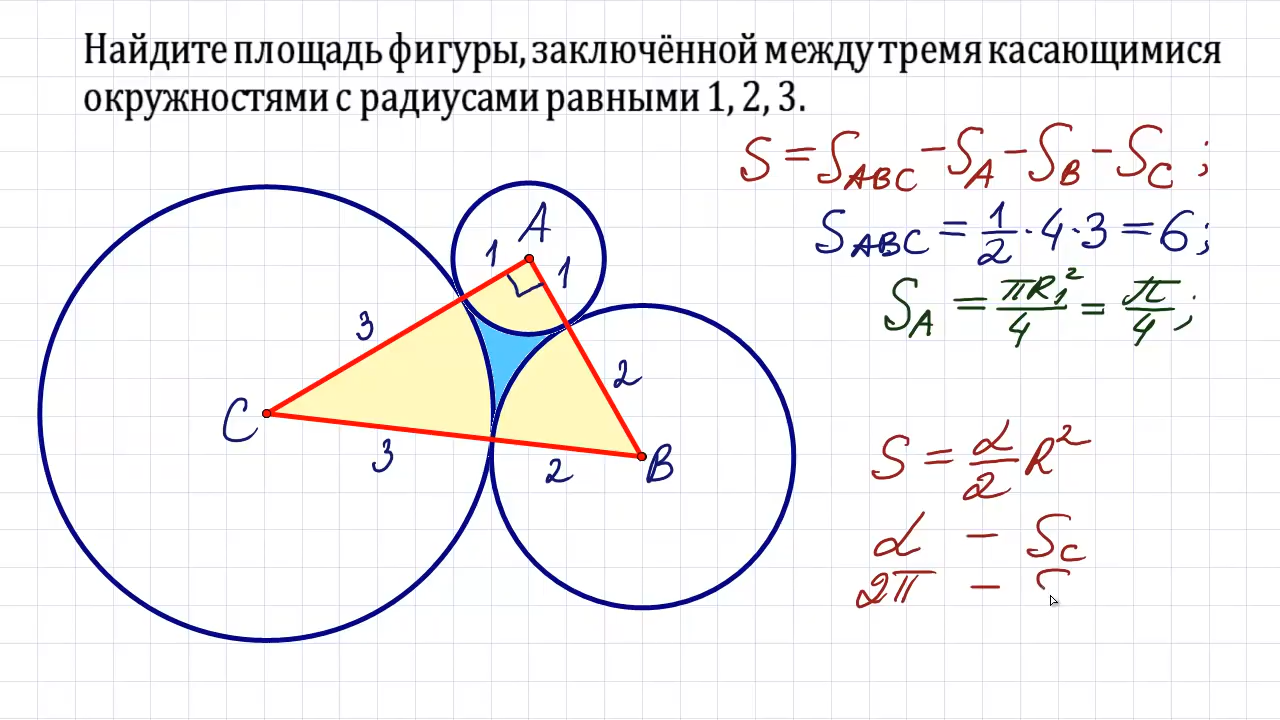 Найдите площадь фигуры, заключённой между тремя касающимися
окружностями с радиусами равными 1, 2, 3.
S = S_ABC - S_A - S_B - S_C ;
S_ABC = 1/2 · 4 · 3 = 6 ;
S_A = πR₁²/4 = π/4 ;
A
1
1
3
2
C
3
2
B
S = α/2 R²
α - S_C
2π -